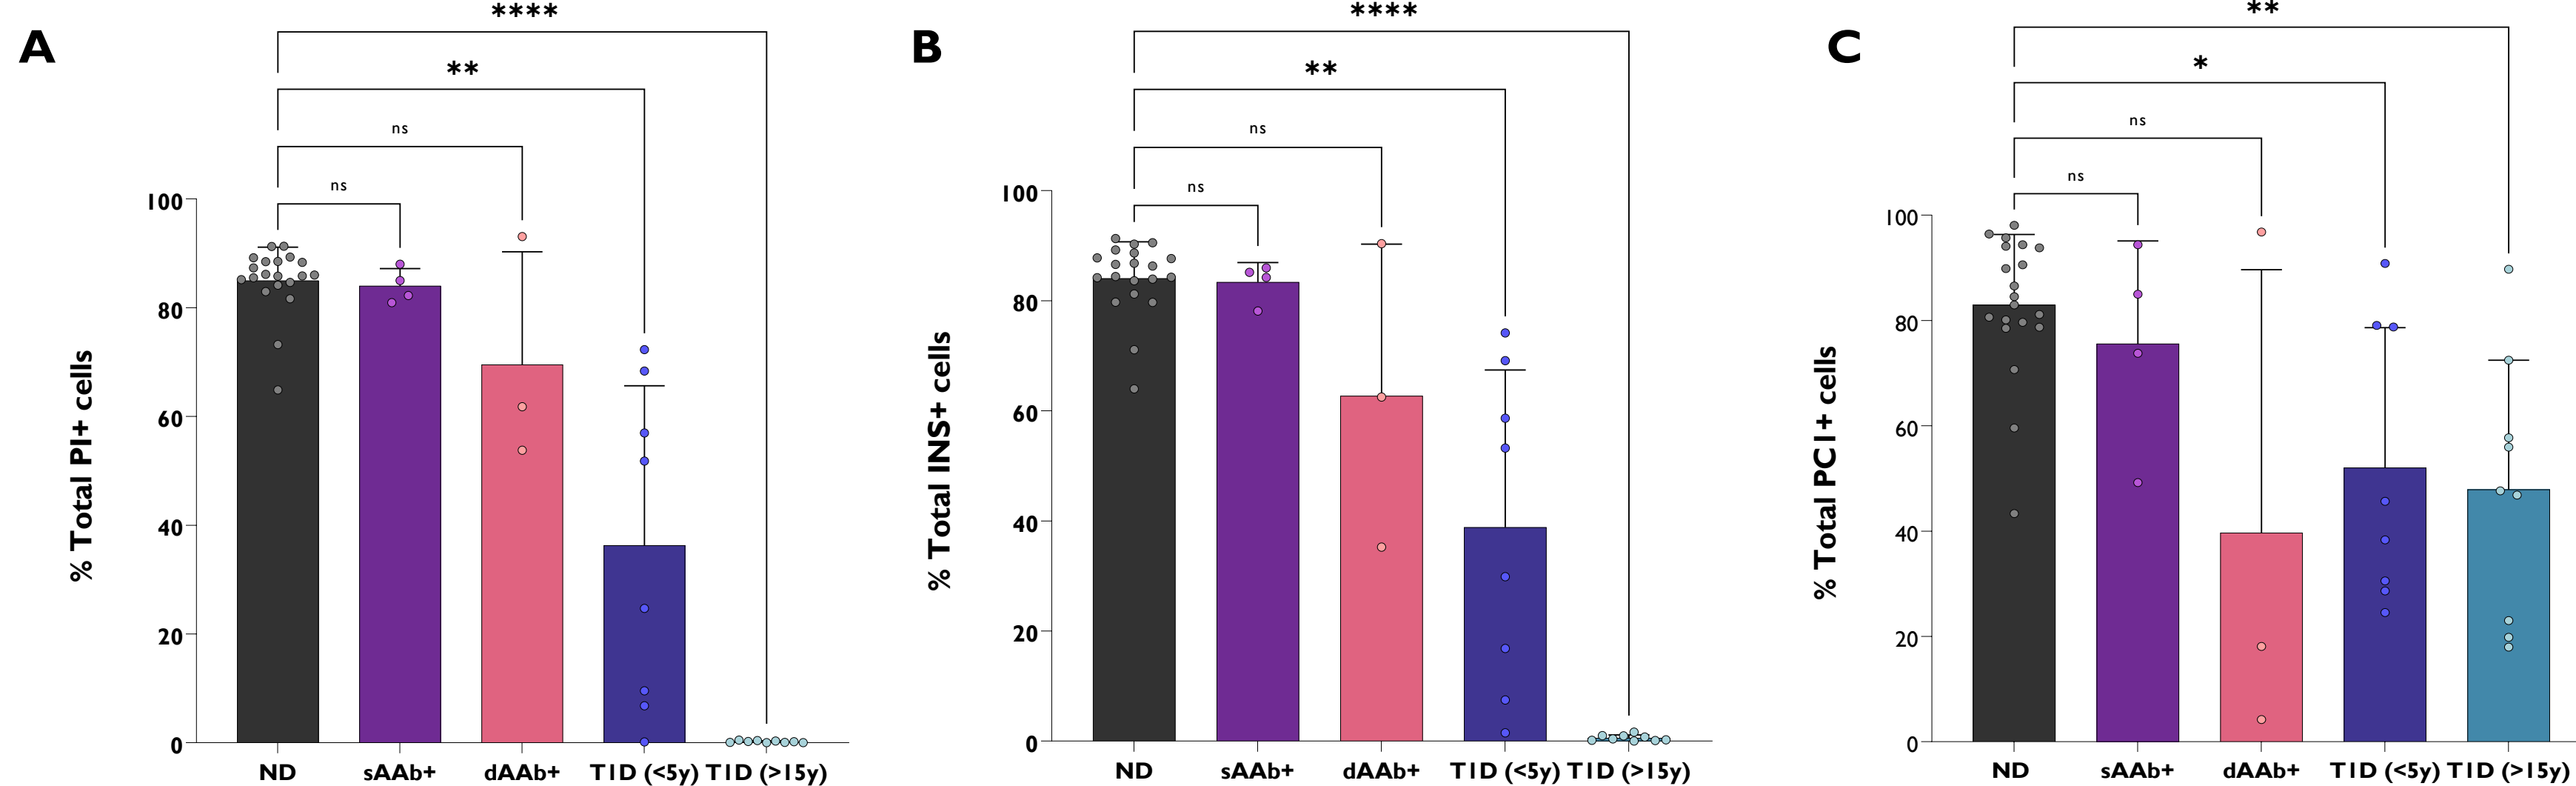 A
****
**
ns
ns
% Total PI+ cells
100
80
60
40
20
0
ND
sAAb+
dAAb+
T1D (<5y)
T1D (>15y)
B
****
**
ns
ns
% Total INS+ cells
100
80
60
40
20
0
ND
sAAb+
dAAb+
T1D (<5y)
T1D (>15y)
C
**
*
ns
ns
% Total PC1+ cells
100
80
60
40
20
0
ND
sAAb+
dAAb+
T1D (<5y)
T1D (>15y)